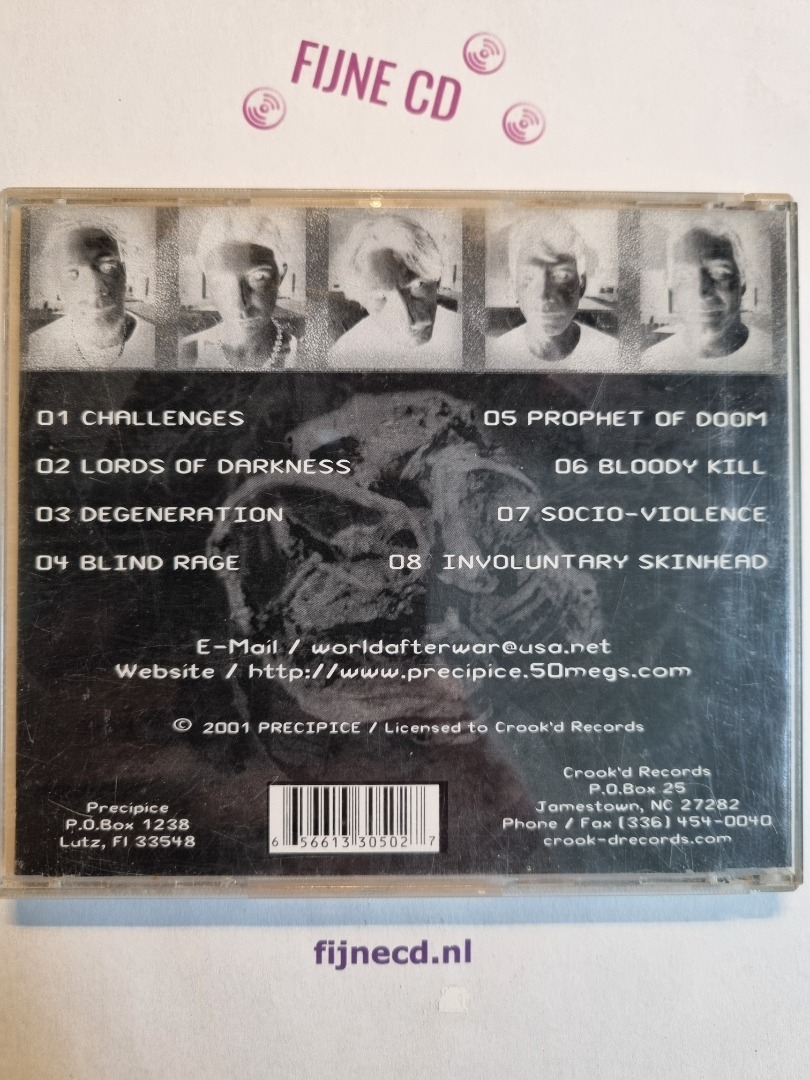 FIJNE CD
01 CHALLENGES
02 LORDS OF DARKNESS
03 DEGENERATION
04 BLIND RAGE
05 PROPHET OF DOOM
06 BLOODY KILL
07 SOCIO-VIOLENCE
08 INVOLUNTARY SKINHEAD
E-Mail / worldafterwar@usa.net
Website / http://www.precipice.50megs.com
© 2001 PRECIPICE / Licensed to Crook'd Records
Precipice
P.O.Box 1238
Lutz, Fl 33548
6 56613 30502 7
Crook'd Records
P.O.Box 25
Jamestown, NC 27282
Phone / Fax (336) 454-0040
crook-drecords.com
fijnecd.nl